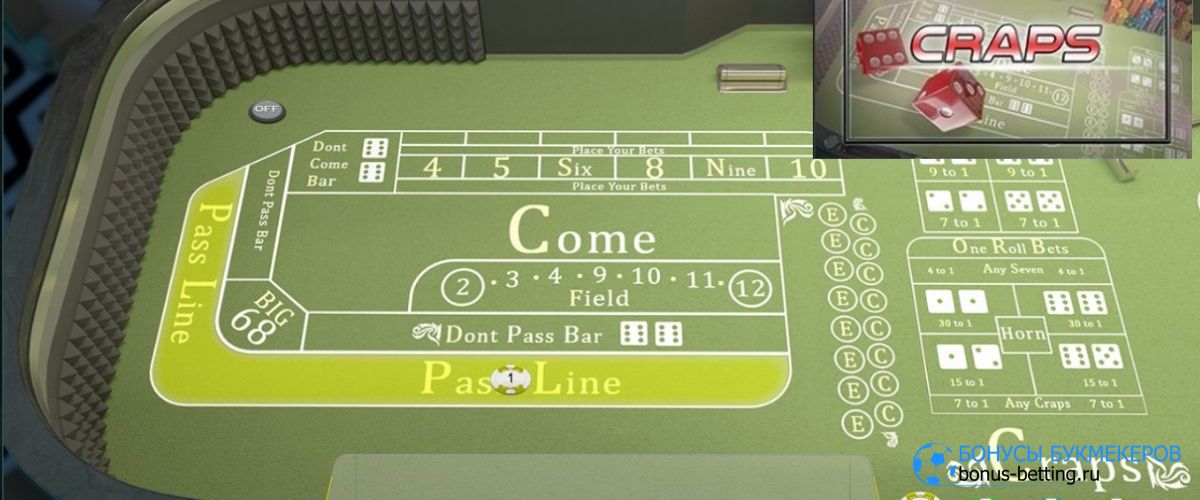 CRAPS
OFF
Dont
Come
Bar
Place Your Bets
4 5 Six 8 Nine 10
Place Your Bets
9 to 1 9 to 1
7 to 1 7 to 1
Dont Pass Bar
Pass Line
Come
E C
E C
E C
E C
E C
E C
E C
E C
2 · 3 · 4 · 9 · 10 · 11 · 12
Field
BIG
68
Dont Pass Bar
Pass Line
1
One Roll Bets
4 to 1 Any Seven 4 to 1
30 to 1 30 to 1
Horn
15 to 1 15 to 1
7 to 1 Any Craps 7 to 1
Craps
БОНУСЫ БУКМЕКЕРОВ
bonus-betting.ru